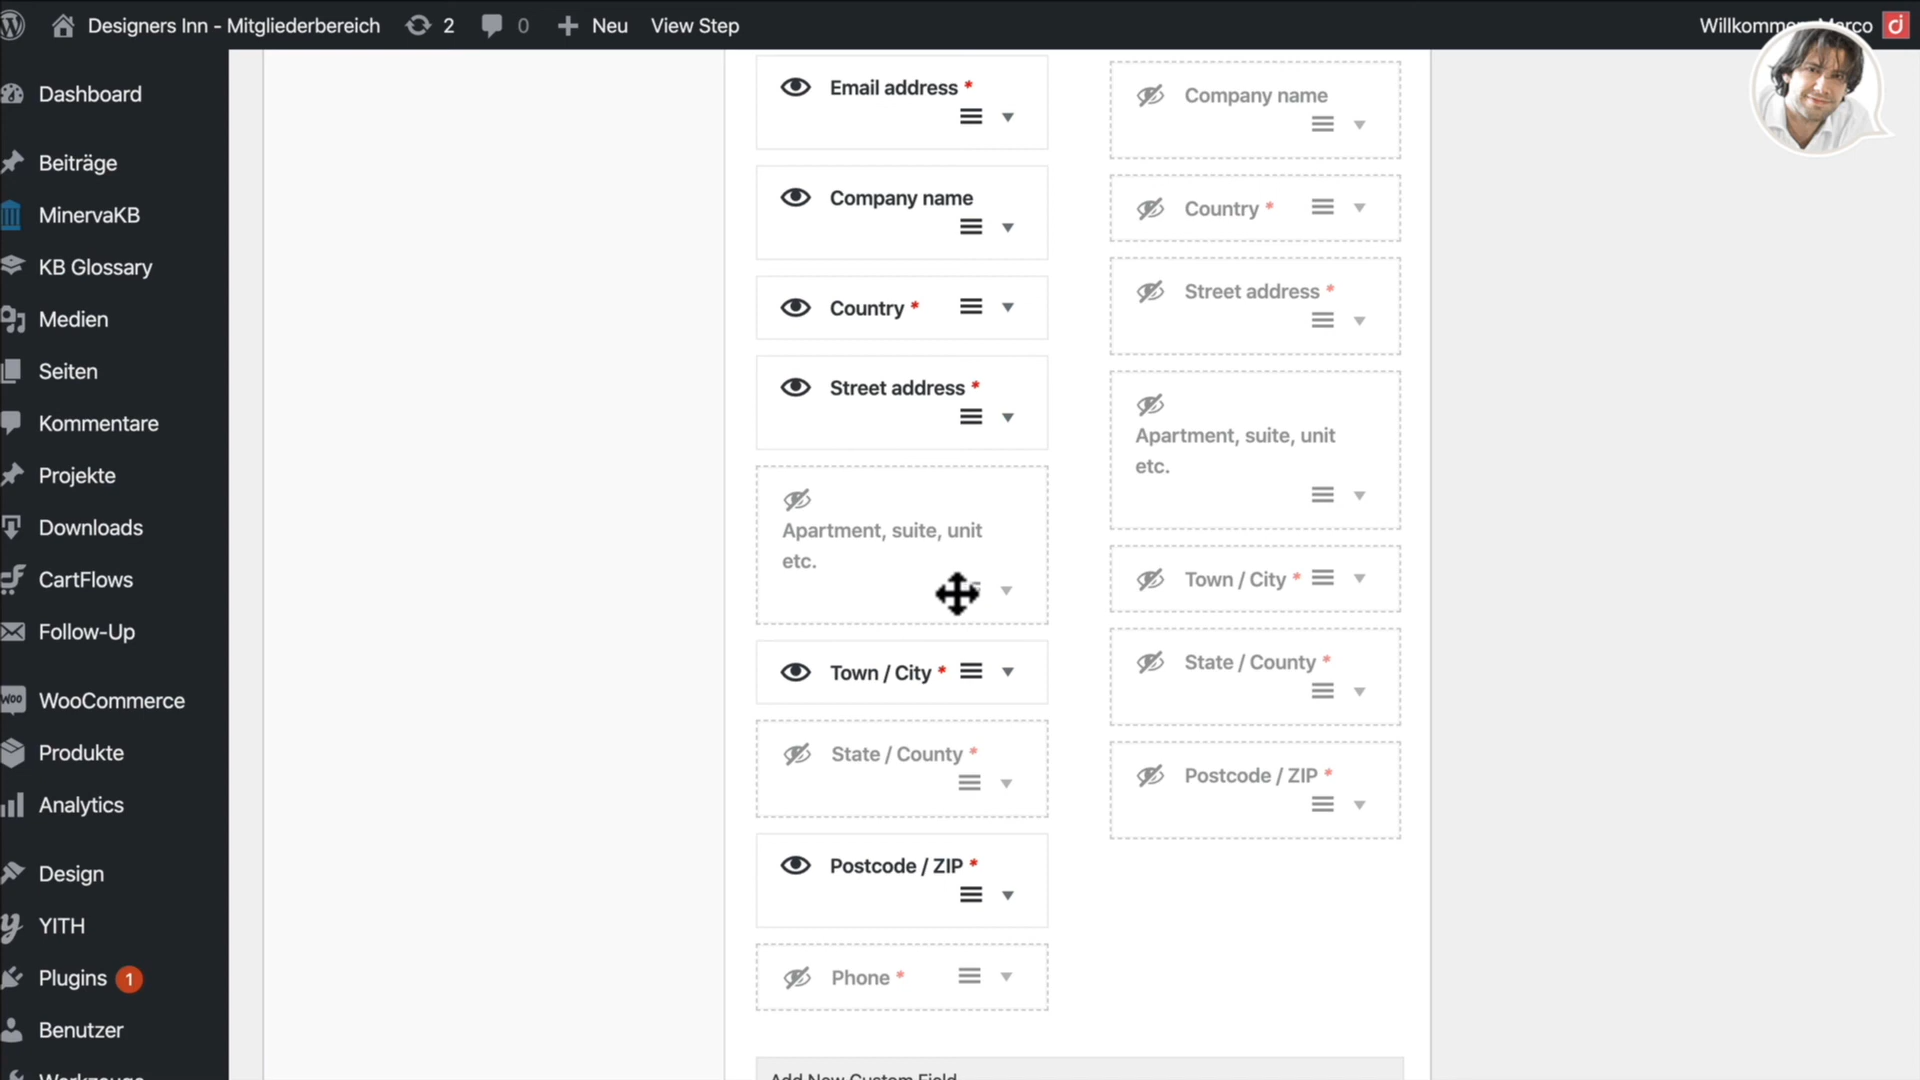 Designers Inn - Mitgliederbereich
2
0
Neu
View Step
Dashboard
Beiträge
MinervaKB
KB Glossary
Medien
Seiten
Kommentare
Projekte
Downloads
CartFlows
Follow-Up
WooCommerce
Produkte
Analytics
Design
YITH
Plugins 1
Benutzer
Email address *
Company name
Country *
Street address *
Apartment, suite, unit
etc.
Town / City *
State / County *
Postcode / ZIP *
Phone *
Add New Custom Field
Company name
Country *
Street address *
Apartment, suite, unit
etc.
Town / City *
State / County *
Postcode / ZIP *